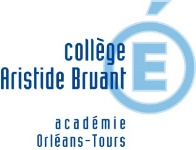 collège
Aristide Bruant
É
académie
Orléans-Tours